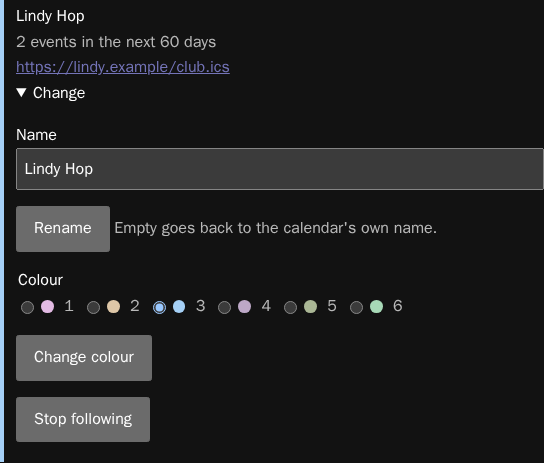 Lindy Hop
2 events in the next 60 days
https://lindy.example/club.ics
▼ Change
Name
Lindy Hop
Rename Empty goes back to the calendar's own name.
Colour
1 2 3 4 5 6
Change colour
Stop following